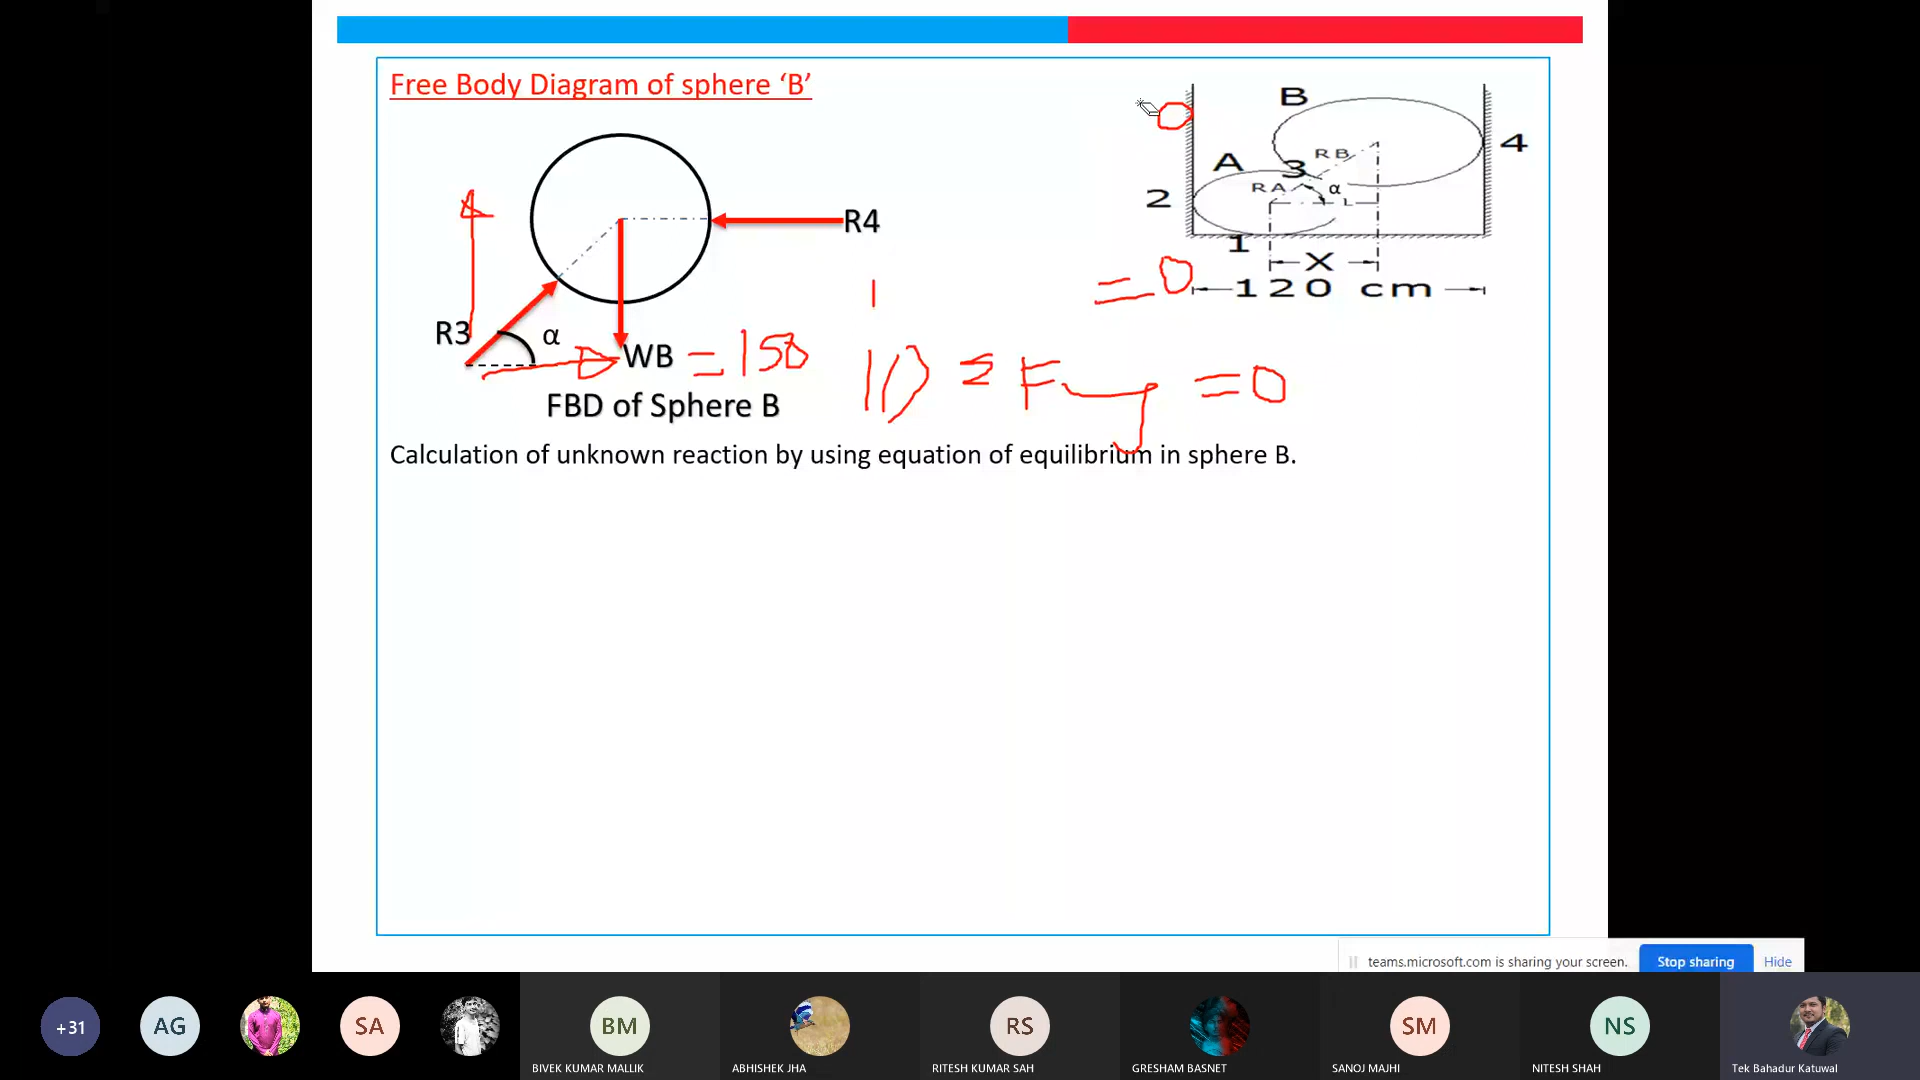 Free Body Diagram of sphere ‘B’
0
B
4
RB
A
3
RA
α
2
L
R4
1
X
= 0
120 cm
R3
α
WB = 150
11) Σ Fy = 0
FBD of Sphere B
Calculation of unknown reaction by using equation of equilibrium in sphere B.
teams.microsoft.com is sharing your screen.
Stop sharing
Hide
+31
AG
SA
BM
RS
SM
NS
BIVEK KUMAR MALLIK
ABHISHEK JHA
RITESH KUMAR SAH
GRESHAM BASNET
SANOJ MAJHI
NITESH SHAH
Tek Bahadur Katuwal